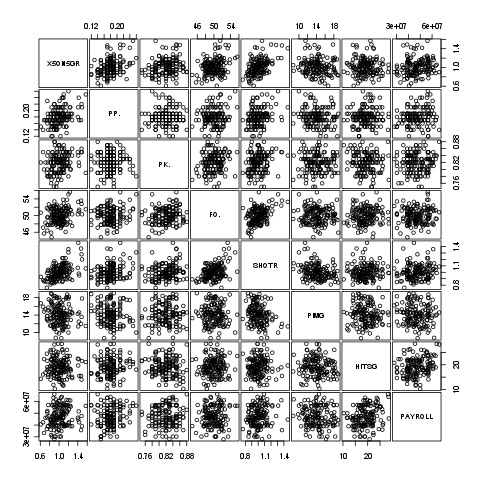 0.12 0.20 46 50 54 10 14 18 3e+07 6e+07
X5ON5GR 0.6 1.0 1.4
0.12 0.20 PP.
PK. 0.76 0.82 0.88
46 50 54 FO.
SHOTR 0.8 1.1 1.4
10 14 18 PIMG
HITSG 10 20
3e+07 6e+07 PAYROLL
0.6 1.0 1.4 0.76 0.82 0.88 0.8 1.1 1.4 10 20